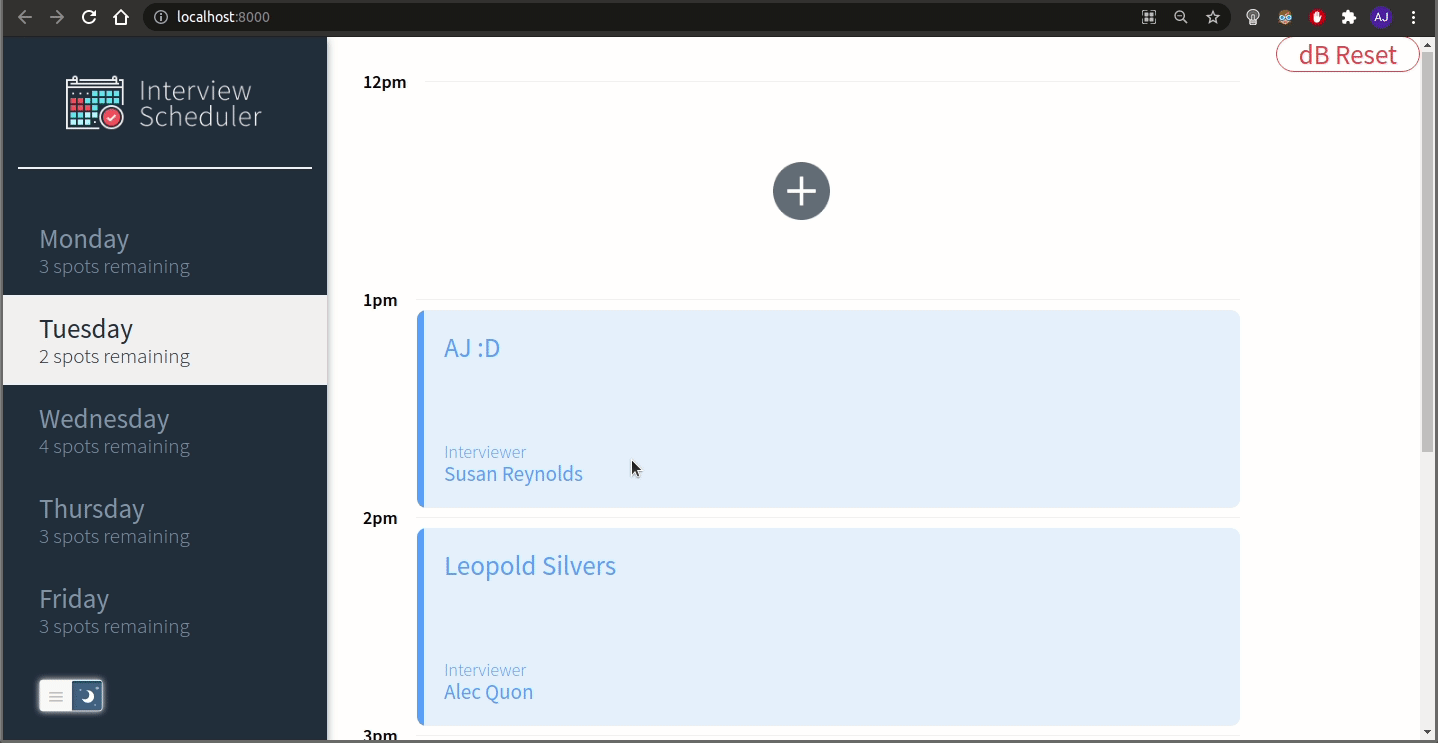 localhost:8000
AJ
Interview
Scheduler
Monday
3 spots remaining
Tuesday
2 spots remaining
Wednesday
4 spots remaining
Thursday
3 spots remaining
Friday
3 spots remaining
dB Reset
12pm
1pm
AJ :D
Interviewer
Susan Reynolds
2pm
Leopold Silvers
Interviewer
Alec Quon
3pm